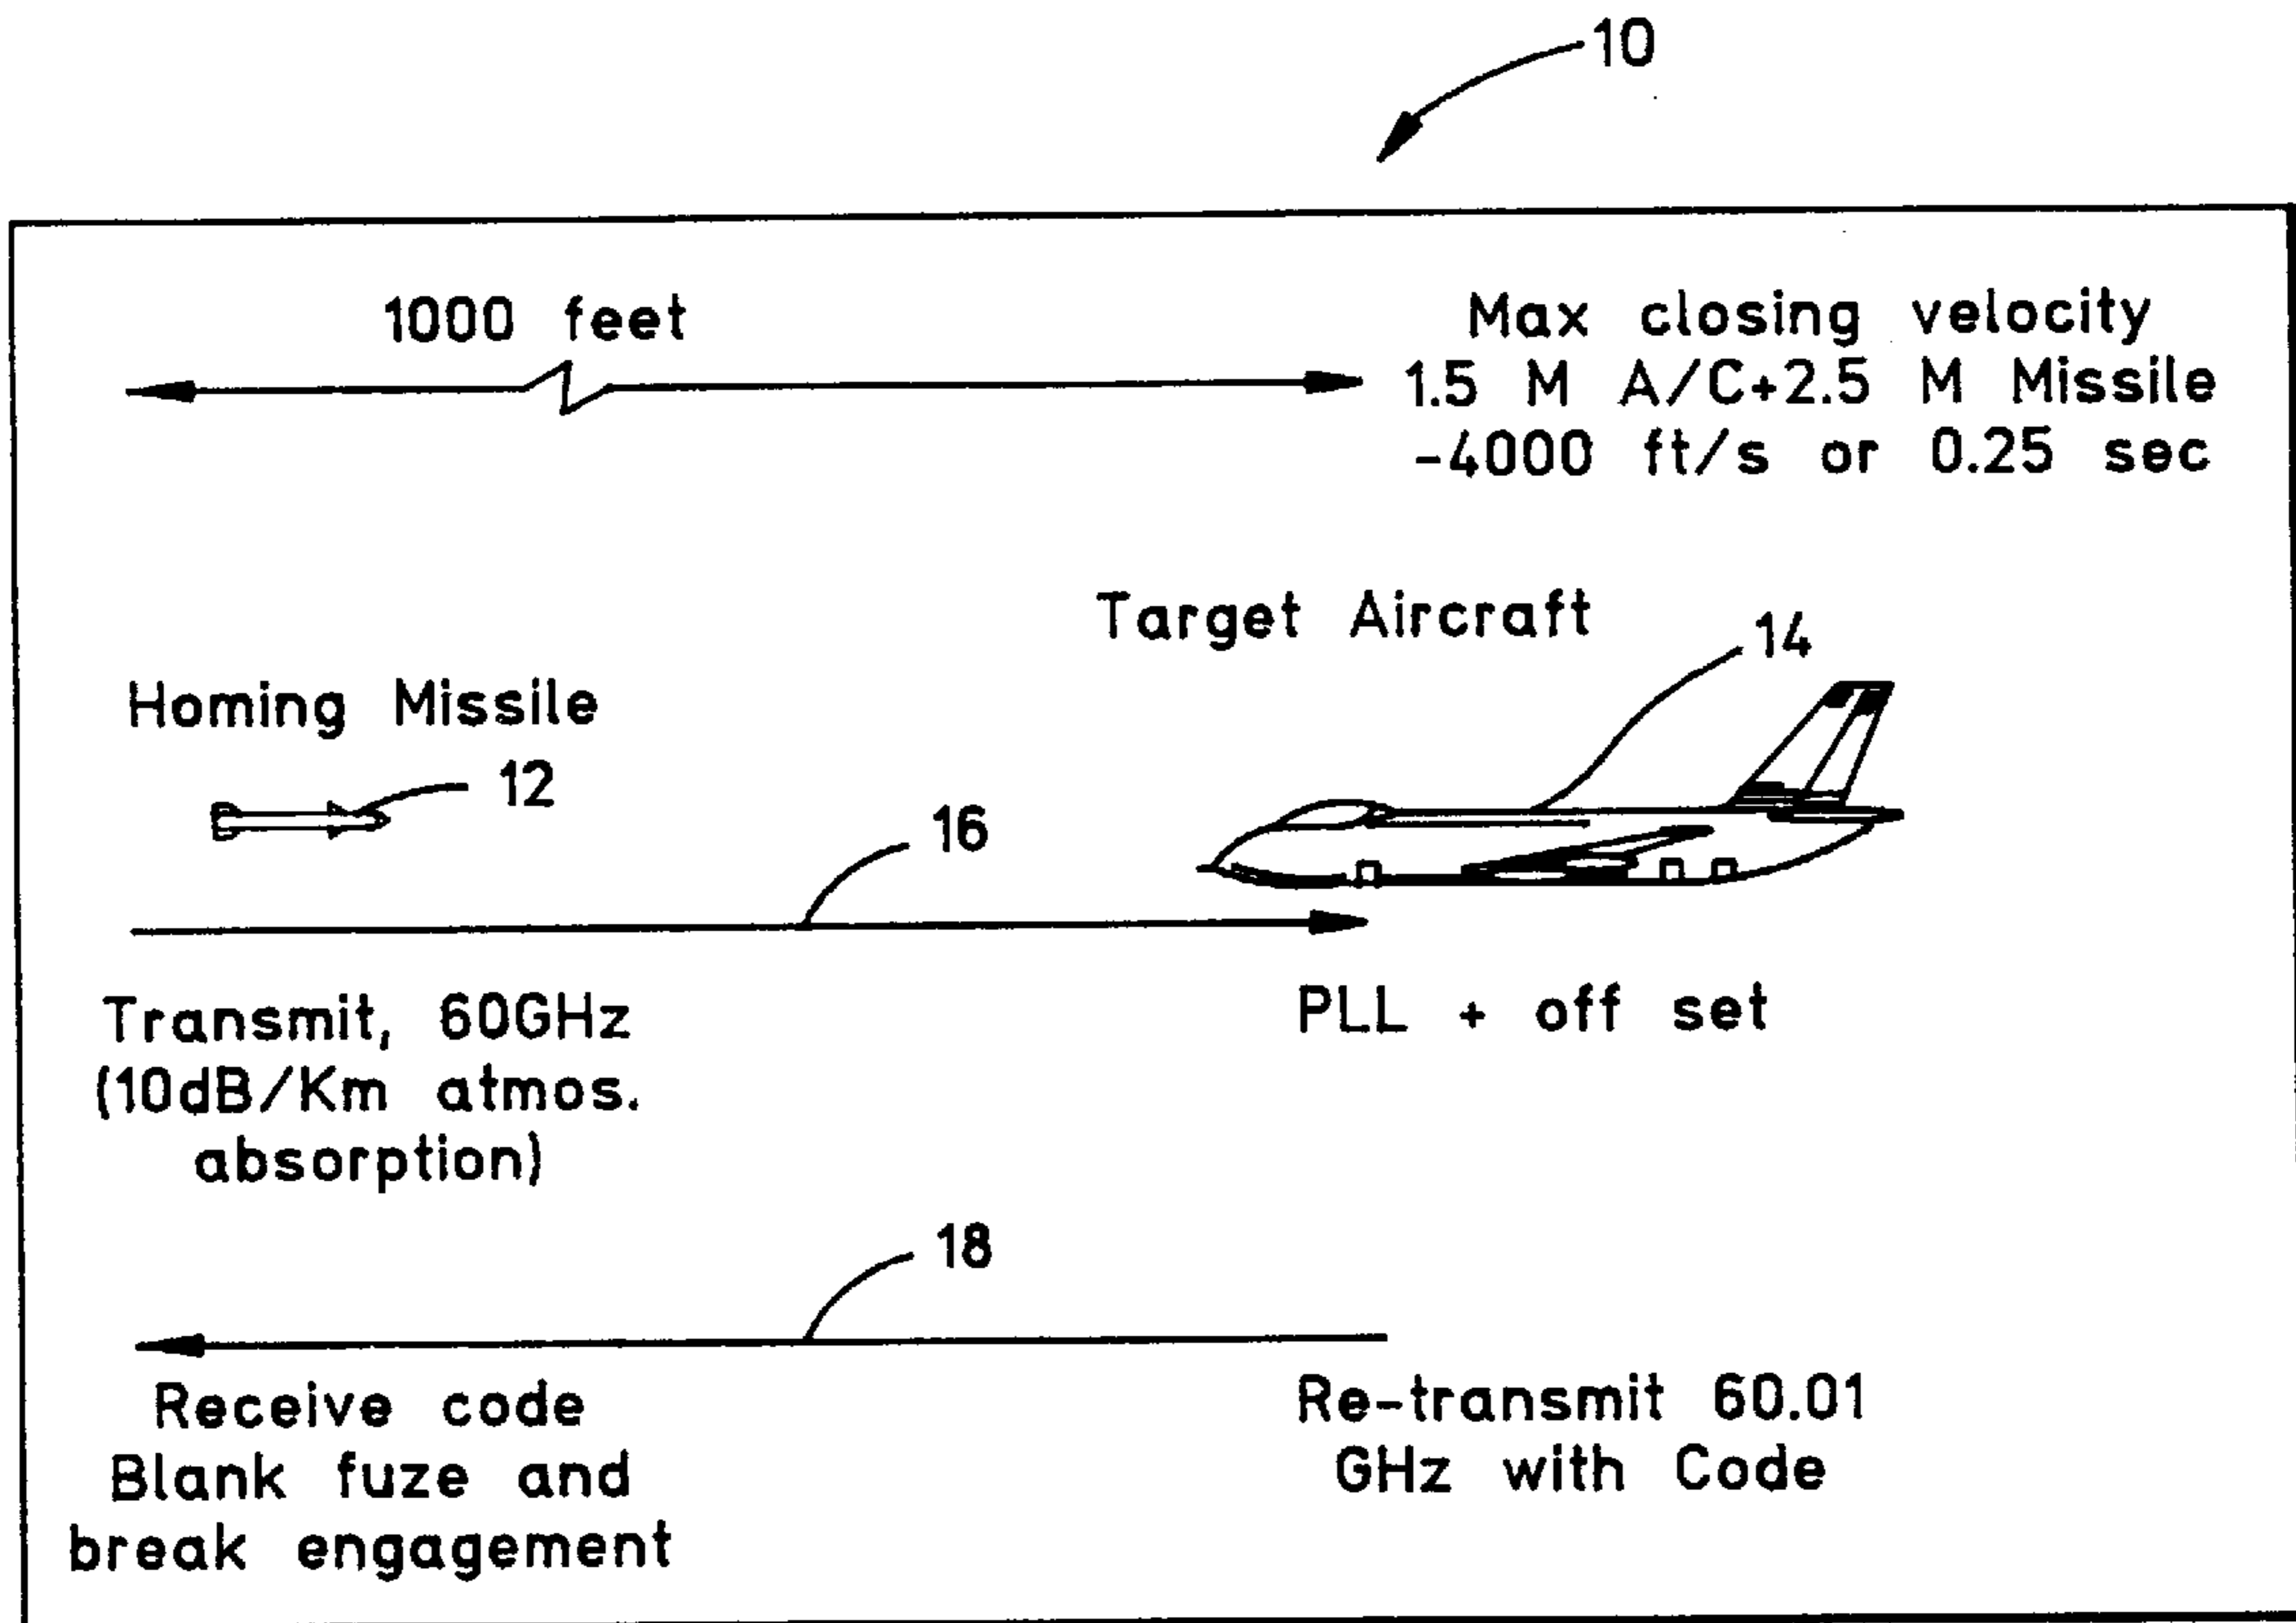 10
1000 feet
Max closing velocity
1.5 M A/C+2.5 M Missile
-4000 ft/s or 0.25 sec
Target Aircraft
14
Homing Missile
12
16
Transmit, 60GHz
(10dB/Km atmos.
absorption)
PLL + off set
18
Receive code
Blank fuze and
break engagement
Re-transmit 60.01
GHz with Code